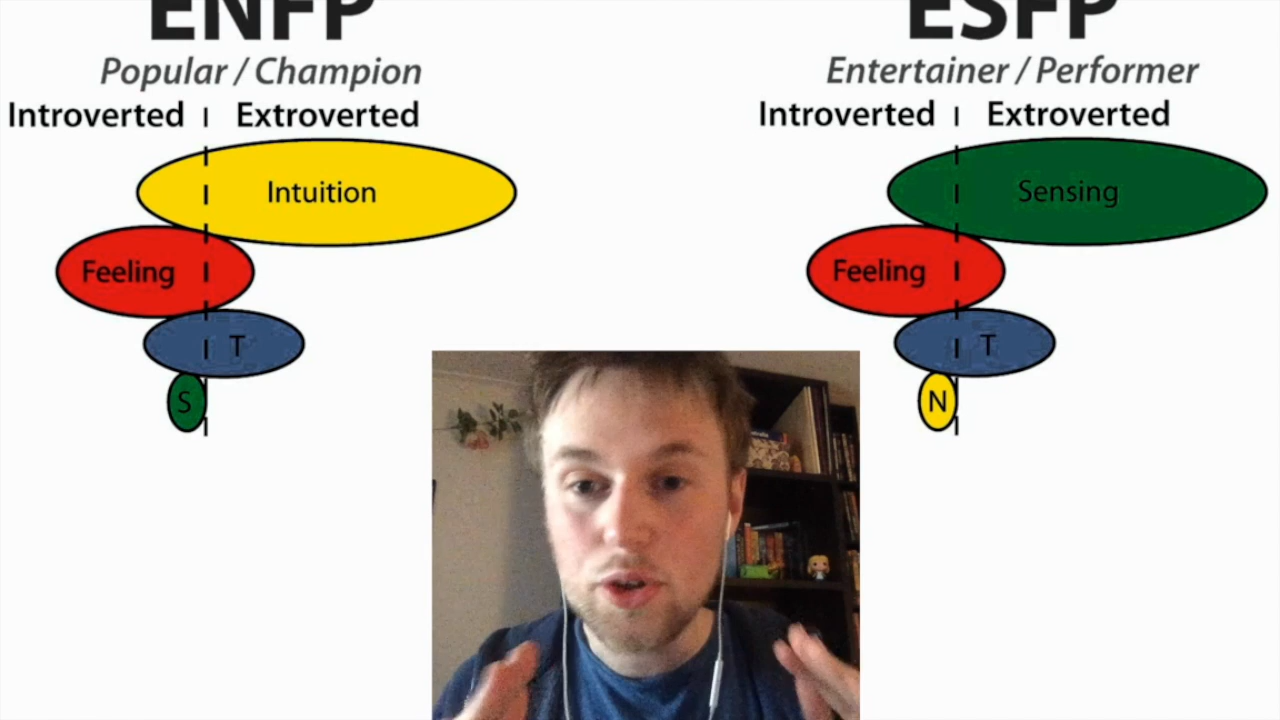 ENFP
Popular / Champion
Introverted Extroverted
Intuition
Feeling
T
S
ESFP
Entertainer / Performer
Introverted Extroverted
Sensing
Feeling
T
N